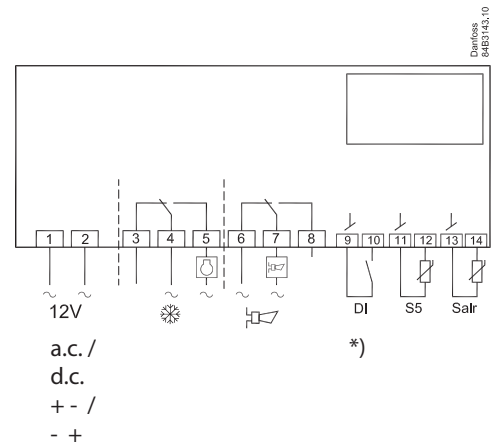 Danfoss
84B3143.10
1 2 3 4 5 6 7 8 9 10 11 12 13 14
12V DI S5 Salr
a.c. / *)
d.c.
+ - /
- +